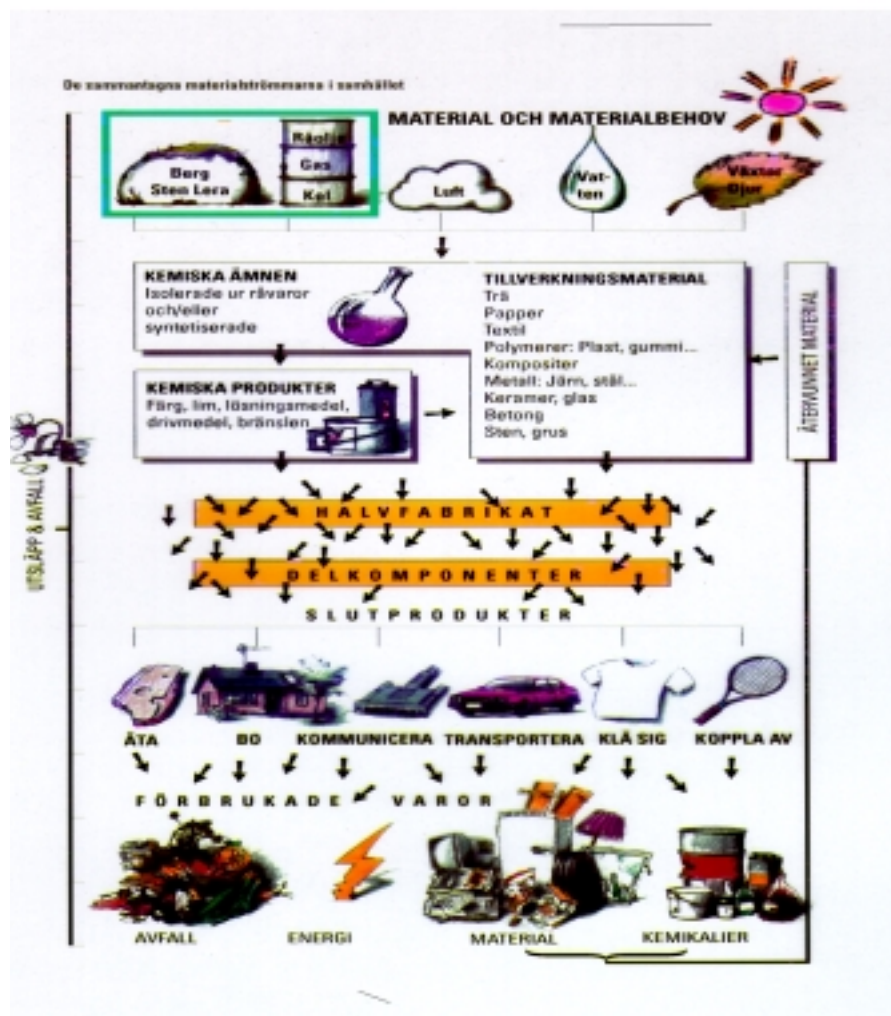 De sammantagna materialströmmarna i samhället
MATERIAL OCH MATERIALBEHOV
Berg
Sten Lera
Råolja
Gas
Kol
Luft
Vat-
ten
Växter
Djur
KEMISKA ÄMNEN
Isolerade ur råvaror
och/eller
syntetiserade
TILLVERKNINGSMATERIAL
Trä
Papper
Textil
Polymerer: Plast, gummi...
Kompositer
Metall: Järn, stål...
Keramer, glas
Betong
Sten, grus
ÅTERVUNNET MATERIAL
KEMISKA PRODUKTER
Färg, lim, lösningsmedel,
drivmedel, bränslen
UTSLÄPP & AVFALL
HALVFABRIKAT
DELKOMPONENTER
SLUTPRODUKTER
ÄTA
BO
KOMMUNICERA
TRANSPORTERA
KLÄ SIG
KOPPLA AV
FÖRBRUKADE VAROR
AVFALL
ENERGI
MATERIAL
KEMIKALIER